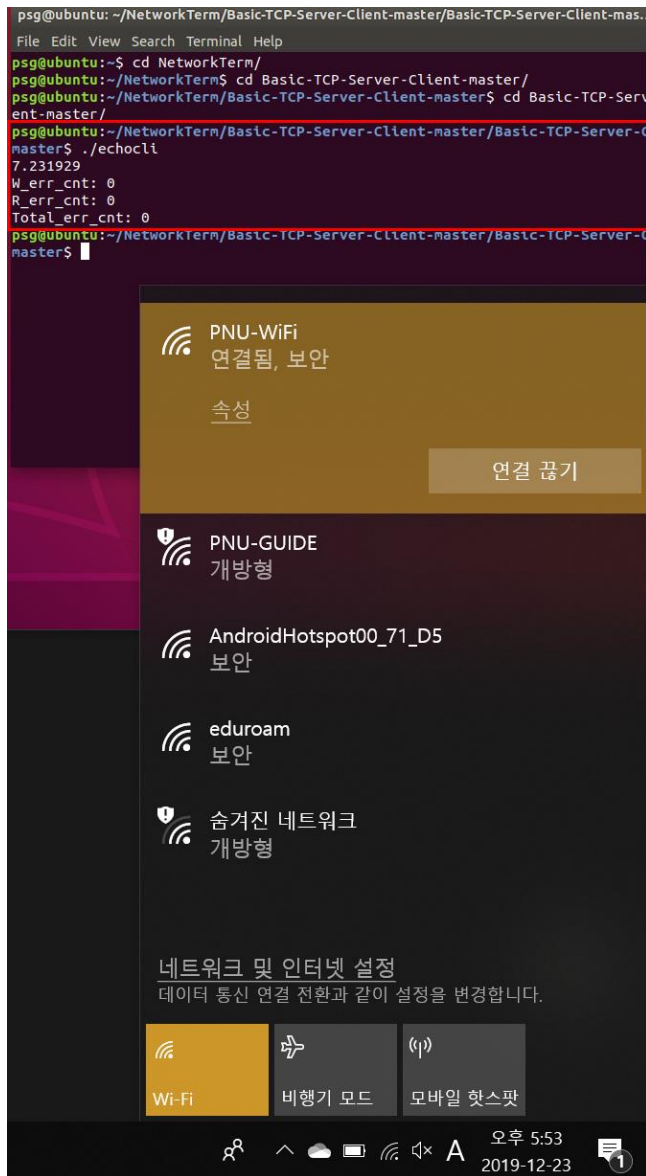 psg@ubuntu: ~/NetworkTerm/Basic-TCP-Server-Client-master/Basic-TCP-Server-Client-mas...
File Edit View Search Terminal Help
psg@ubuntu:~$ cd NetworkTerm/
psg@ubuntu:~/NetworkTerm$ cd Basic-TCP-Server-Client-master/
psg@ubuntu:~/NetworkTerm/Basic-TCP-Server-Client-master$ cd Basic-TCP-Serv
ent-master/
psg@ubuntu:~/NetworkTerm/Basic-TCP-Server-Client-master/Basic-TCP-Server-C
master$ ./echocli
7.231929
W_err_cnt: 0
R_err_cnt: 0
Total_err_cnt: 0
psg@ubuntu:~/NetworkTerm/Basic-TCP-Server-Client-master/Basic-TCP-Server-C
master$
PNU-WiFi
연결됨, 보안
속성
연결 끊기
PNU-GUIDE
개방형
AndroidHotspot00_71_D5
보안
eduroam
보안
숨겨진 네트워크
개방형
네트워크 및 인터넷 설정
데이터 통신 연결 전환과 같이 설정을 변경합니다.
Wi-Fi
비행기 모드
모바일 핫스팟
A
오후 5:53
2019-12-23
1